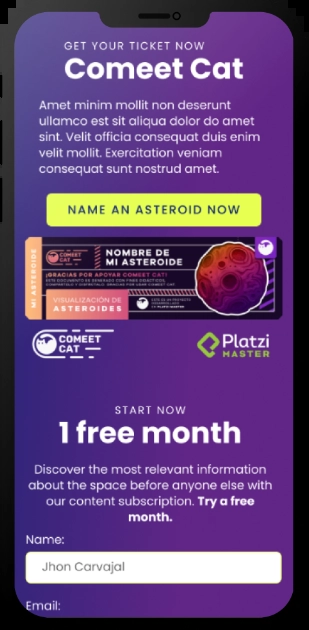 GET YOUR TICKET NOW
Comeet Cat
Amet minim mollit non deserunt
ullamco est sit aliqua dolor do amet
sint. Velit officia consequat duis enim
velit mollit. Exercitation veniam
consequat sunt nostrud amet.
NAME AN ASTEROID NOW
MI ASTEROIDE
COMEET
CAT
NOMBRE DE
MI ASTEROIDE
¡GRACIAS POR APOYAR COMEET CAT!
VISUALIZACIÓN DE
ASTEROIDES
COMEET
CAT
Platzi
MASTER
START NOW
1 free month
Discover the most relevant information
about the space before anyone else with
our content subscription. Try a free
month.
Name:
Jhon Carvajal
Email: